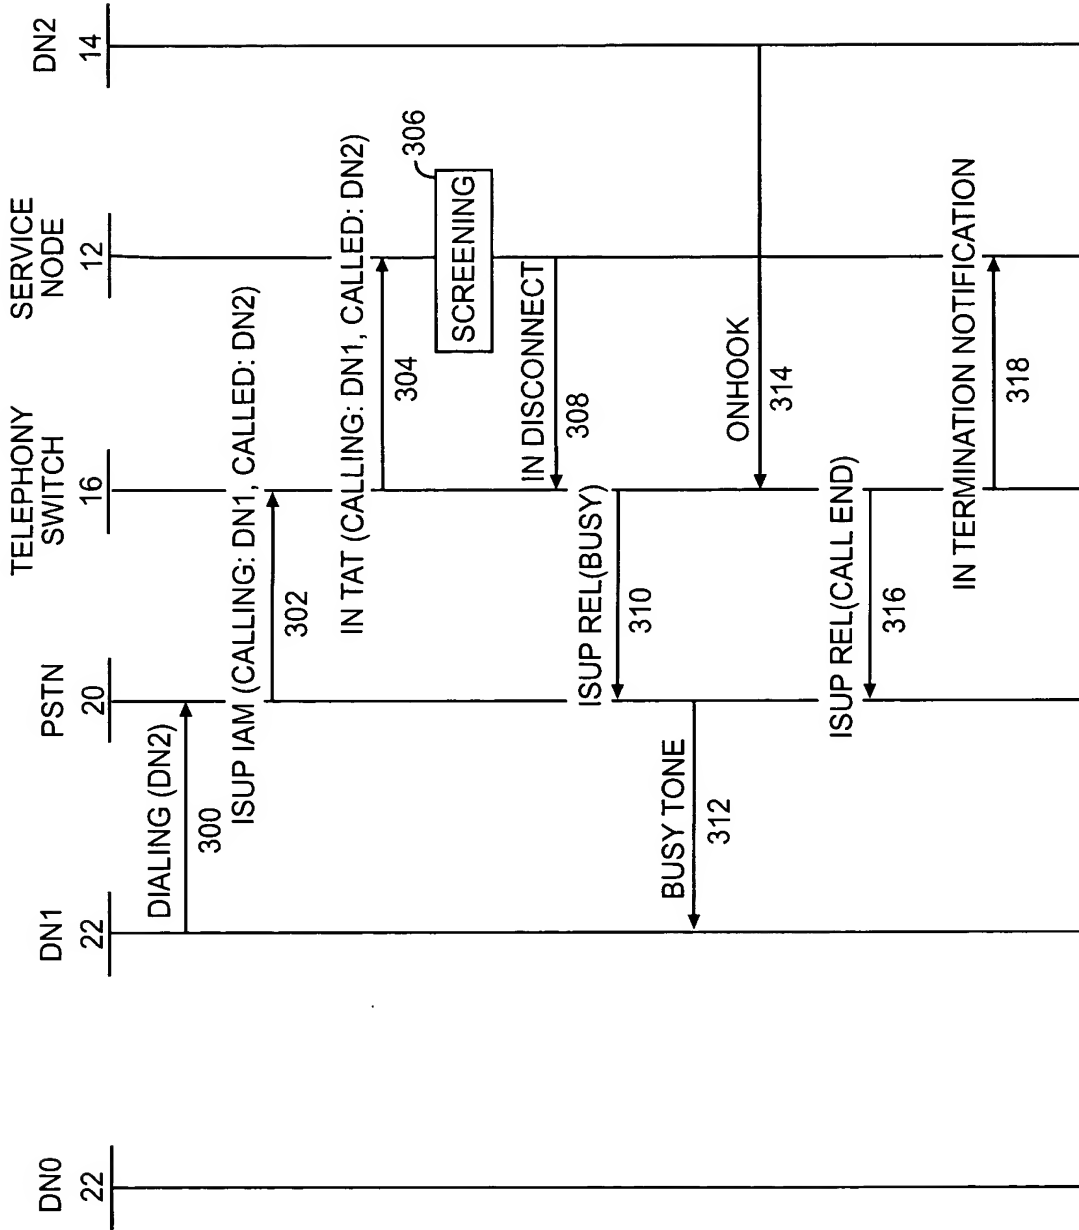 DN0
22
DN1
22
PSTN
20
TELEPHONY
SWITCH
16
SERVICE
NODE
12
DN2
14
DIALING (DN2)
300
ISUP IAM (CALLING: DN1, CALLED: DN2)
302
IN TAT (CALLING: DN1, CALLED: DN2)
304
306
SCREENING
IN DISCONNECT
308
ISUP REL(BUSY)
310
BUSY TONE
312
ONHOOK
314
ISUP REL(CALL END)
316
IN TERMINATION NOTIFICATION
318